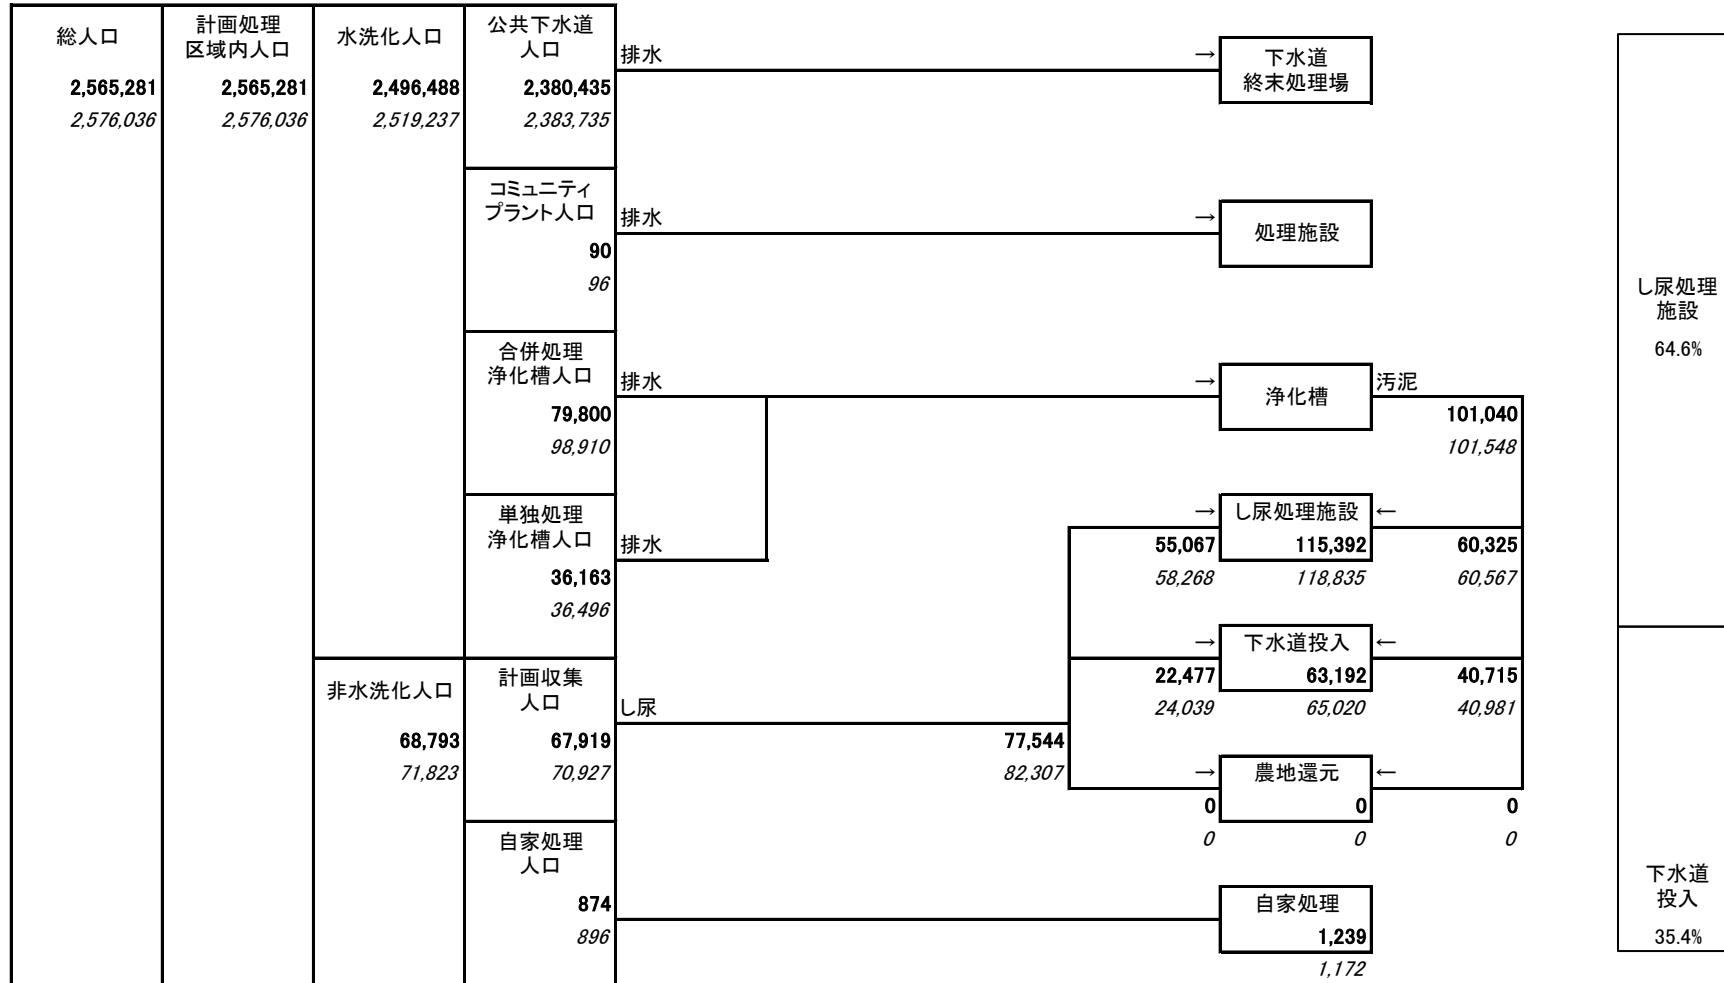 総人口
2,565,281
2,576,036
計画処理
区域内人口
2,565,281
2,576,036
水洗化人口
2,496,488
2,519,237
公共下水道
人口
2,380,435
2,383,735
排水
→
下水道
終末処理場
コミュニティ
プラント人口
90
96
排水
→
処理施設
合併処理
浄化槽人口
79,800
98,910
排水
→
浄化槽
汚泥
101,040
101,548
単独処理
浄化槽人口
36,163
36,496
排水
→
し尿処理施設
←
55,067
115,392
60,325
58,268
118,835
60,567
→
下水道投入
←
22,477
63,192
40,715
24,039
65,020
40,981
非水洗化人口
68,793
71,823
計画収集
人口
67,919
70,927
し尿
77,544
82,307
→
農地還元
←
0
0
0
0
0
0
自家処理
人口
874
896
自家処理
1,239
1,172
し尿処理
施設
64.6%
下水道
投入
35.4%